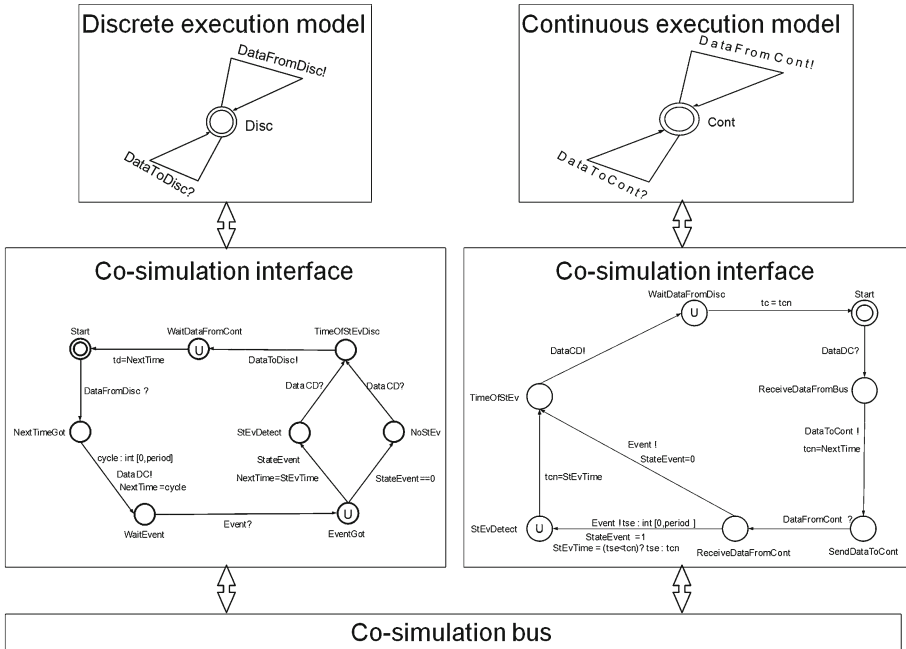 Discrete execution model
DataFromDisc!
Disc
DataToDisc?
Continuous execution model
DataFromCont!
Cont
DataToCont?
Co-simulation interface
Start
WaitDataFromCont
TimeOfStEvDisc
U
td=NextTime
DataToDisc!
DataFromDisc ?
DataCD?
DataCD?
NextTimeGot
StEvDetect
NoStEv
cycle : int [0,period]
DataDC!
NextTime=cycle
StateEvent
NextTime=StEvTime
StateEvent==0
Event?
U
WaitEvent
EventGot
Co-simulation interface
WaitDataFromDisc
Start
U
tc = tcn
DataCD!
DataDC?
TimeOfStEv
ReceiveDataFromBus
DataToCont !
tcn=NextTime
Event !
StateEvent=0
tcn=StEvTime
DataFromCont ?
StEvDetect
U
Event ! tse : int [0,period ]
StateEvent =1
StEvTime = (tse<tcn)? tse : tcn
ReceiveDataFromCont
SendDataToCont
Co-simulation bus